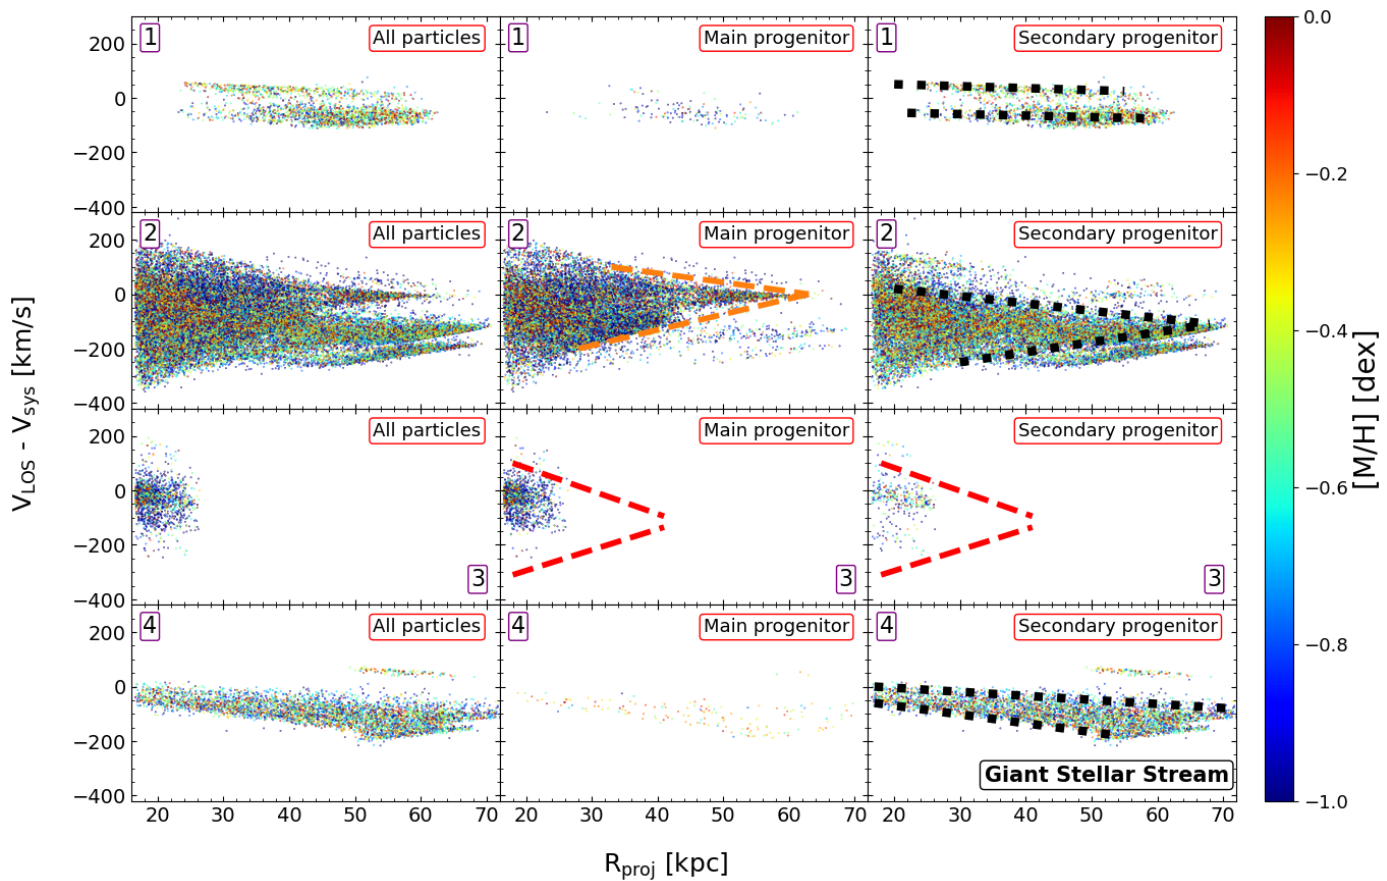 1 All particles 1 Main progenitor 1 Secondary progenitor
200
0
−200
−400
2 All particles 2 Main progenitor 2 Secondary progenitor
200
0
−200
−400
All particles Main progenitor Secondary progenitor
200
0
−200
−400
3 3 3
4 All particles 4 Main progenitor 4 Secondary progenitor
200
0
−200
−400
Giant Stellar Stream
20 30 40 50 60 70 20 30 40 50 60 70 20 30 40 50 60 70
R_proj [kpc]
V_LOS - V_sys [km/s]
0.0
−0.2
−0.4
−0.6
−0.8
−1.0
[M/H] [dex]